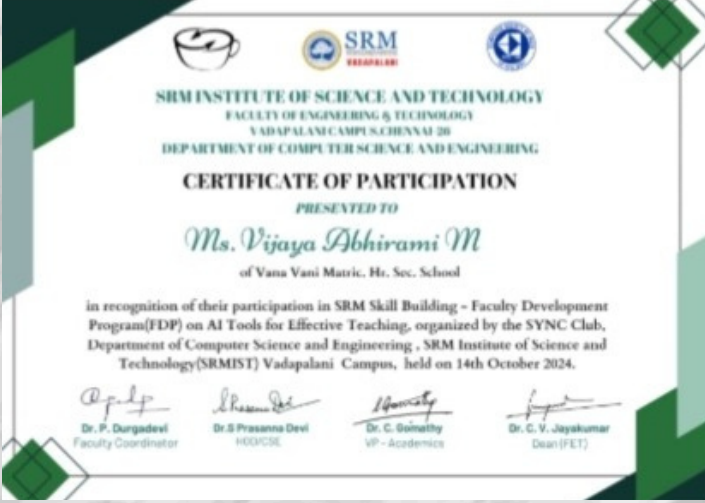 SRM
VADAPALANI
SRM INSTITUTE OF SCIENCE AND TECHNOLOGY
FACULTY OF ENGINEERING & TECHNOLOGY
VADAPALANI CAMPUS,CHENNAI-26
DEPARTMENT OF COMPUTER SCIENCE AND ENGINEERING
CERTIFICATE OF PARTICIPATION
PRESENTED TO
Ms. Vijaya Abhirami M
of Vana Vani Matric. Hr. Sec. School
in recognition of their participation in SRM Skill Building - Faculty Development
Program(FDP) on AI Tools for Effective Teaching, organized by the SYNC Club,
Department of Computer Science and Engineering , SRM Institute of Science and
Technology(SRMIST) Vadapalani Campus, held on 14th October 2024.
Dr. P. Durgadevi
Faculty Coordinator
Dr.S Prasanna Devi
HOD/CSE
Dr. C. Gomathy
VP - Academics
Dr. C. V. Jayakumar
Dean (FET)